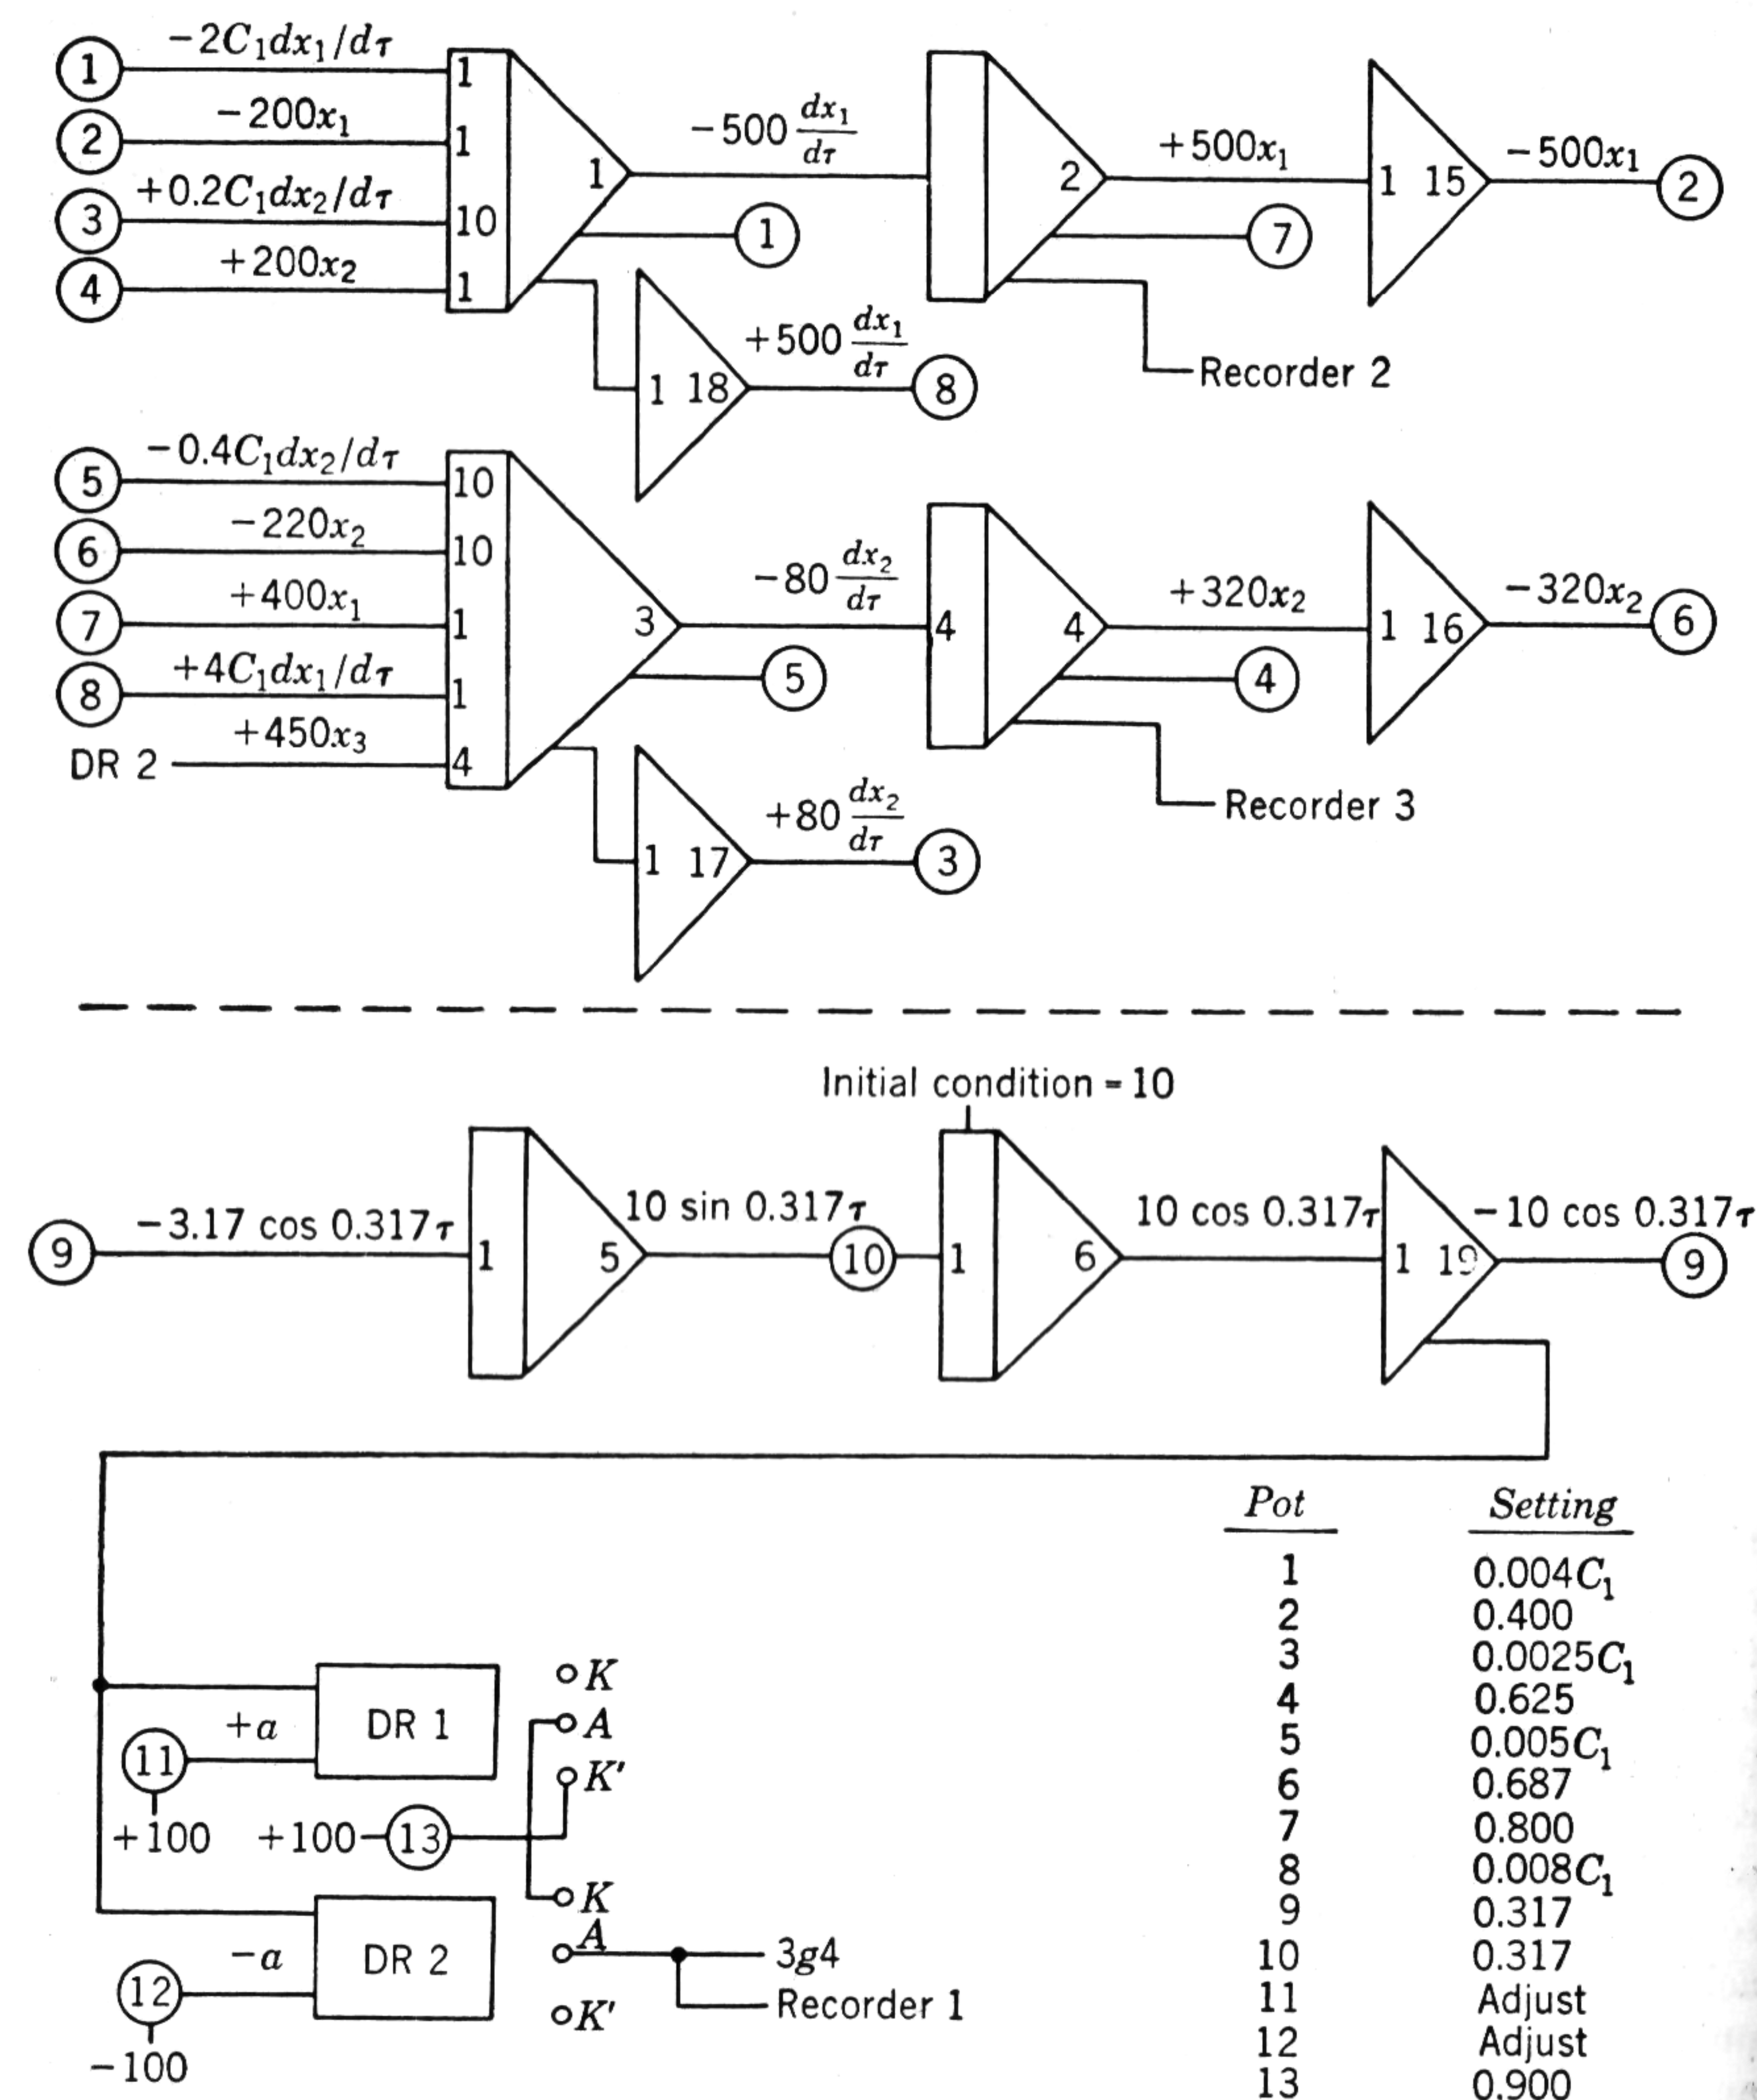 1 −2C₁dx₁/dτ 1
2 −200x₁ 1
3 +0.2C₁dx₂/dτ 10
4 +200x₂ 1
1 −500 dx₁/dτ
1
2 +500x₁
7
1 15 −500x₁ 2
Recorder 2
1 18 +500 dx₁/dτ 8
5 −0.4C₁dx₂/dτ 10
6 −220x₂ 10
7 +400x₁ 1
8 +4C₁dx₁/dτ 1
DR 2 +450x₃ 4
3 −80 dx₂/dτ
5
4 4 +320x₂
4
1 16 −320x₂ 6
Recorder 3
1 17 +80 dx₂/dτ 3
Initial condition = 10
9 −3.17 cos 0.317τ 1 5 10 sin 0.317τ 10 1 6 10 cos 0.317τ 1 19 −10 cos 0.317τ 9
DR 1
+a
11
+100
+100 13
K
A
K′
DR 2
−a
12
−100
K
A 3g4
Recorder 1
K′
Pot Setting
1 0.004C₁
2 0.400
3 0.0025C₁
4 0.625
5 0.005C₁
6 0.687
7 0.800
8 0.008C₁
9 0.317
10 0.317
11 Adjust
12 Adjust
13 0.900